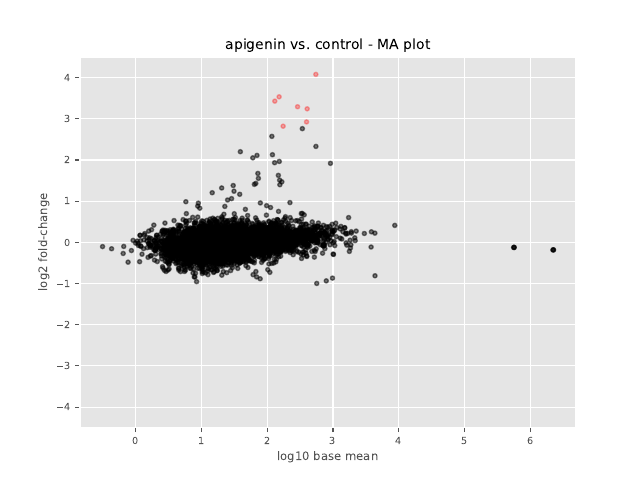 apigenin vs. control - MA plot
4
3
2
1
0
−1
−2
−3
−4
log2 fold-change
0 1 2 3 4 5 6
log10 base mean